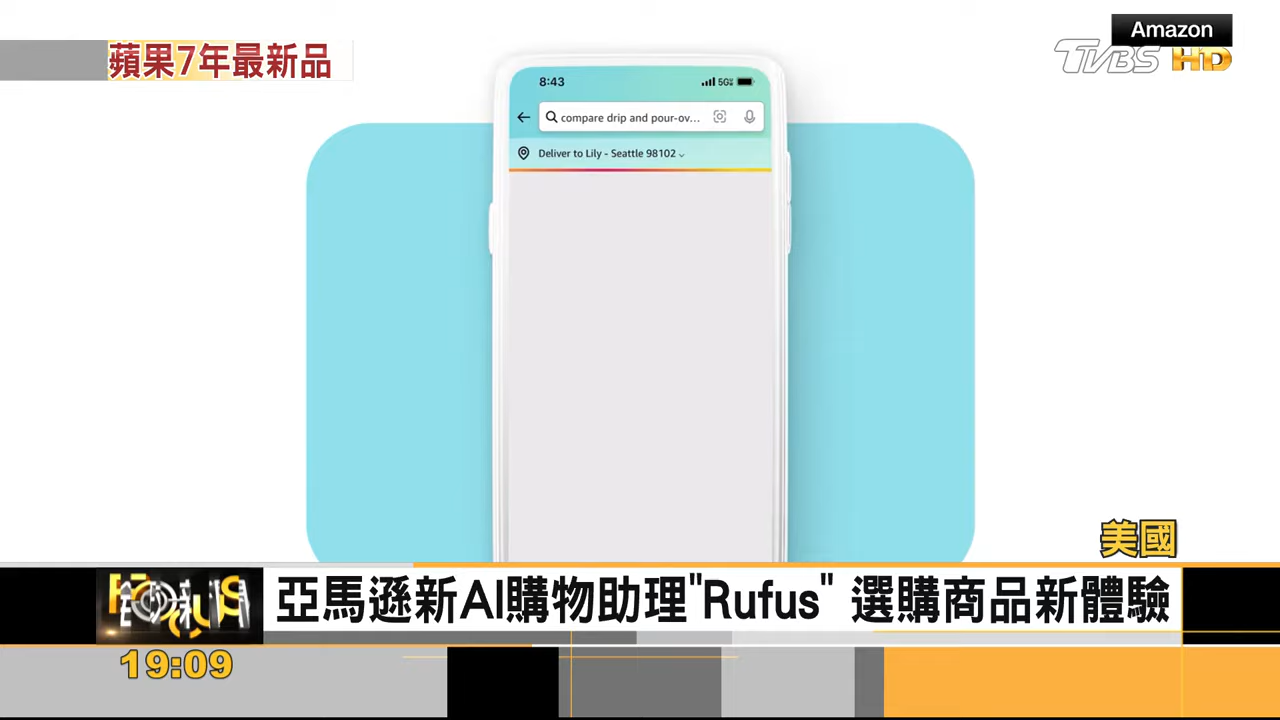 Amazon
TVBS HD
蘋果7年最新品
8:43
5G
compare drip and pour-ov...
Deliver to Lily - Seattle 98102
美國
FOCUS
亞馬遜新AI購物助理"Rufus" 選購商品新體驗
19:09